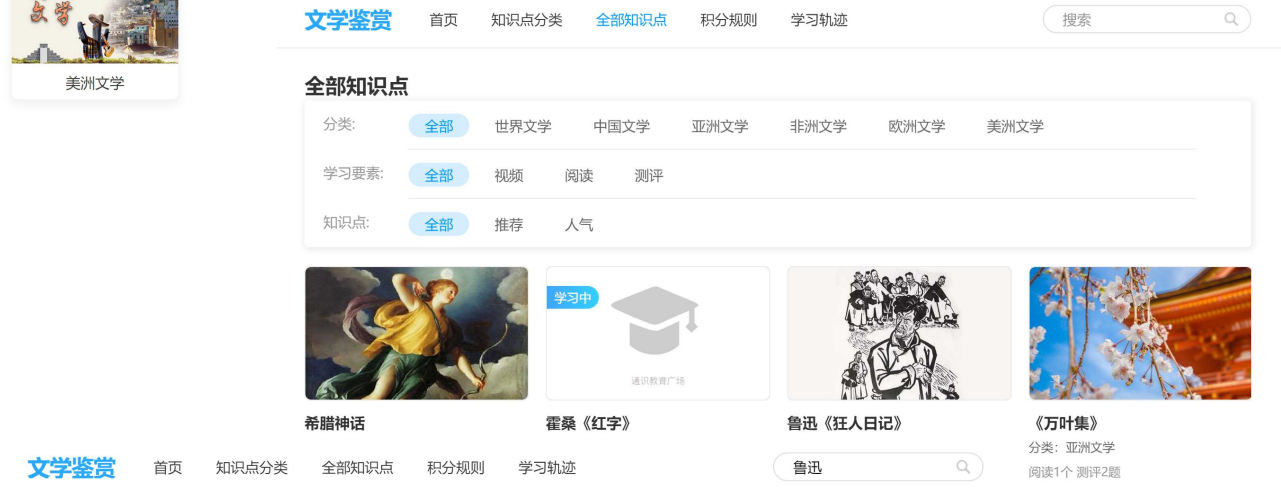 文学
美洲文学
文学鉴赏 首页 知识点分类 全部知识点 积分规则 学习轨迹 搜索
全部知识点
分类: 全部 世界文学 中国文学 亚洲文学 非洲文学 欧洲文学 美洲文学
学习要素: 全部 视频 阅读 测评
知识点: 全部 推荐 人气
学习中
通识教育广场
希腊神话 霍桑《红字》 鲁迅《狂人日记》 《万叶集》
分类：亚洲文学
阅读1个 测评2题
文学鉴赏 首页 知识点分类 全部知识点 积分规则 学习轨迹 鲁迅